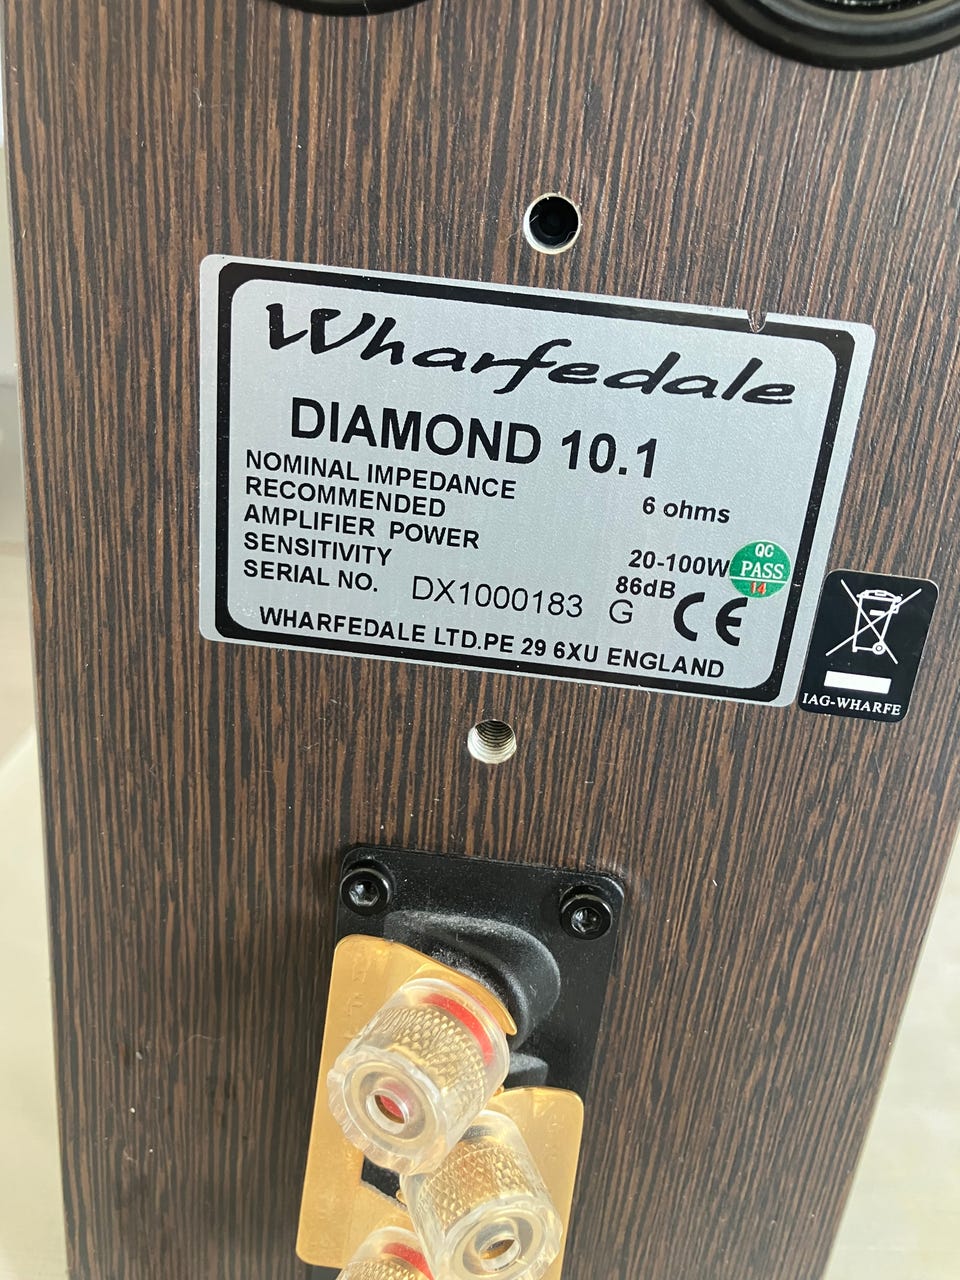 Wharfedale
DIAMOND 10.1
NOMINAL IMPEDANCE 6 ohms
RECOMMENDED
AMPLIFIER POWER 20-100W
SENSITIVITY 86dB
SERIAL NO. DX1000183 G CE
WHARFEDALE LTD.PE 29 6XU ENGLAND
QC
PASS
14
IAG-WHARFE